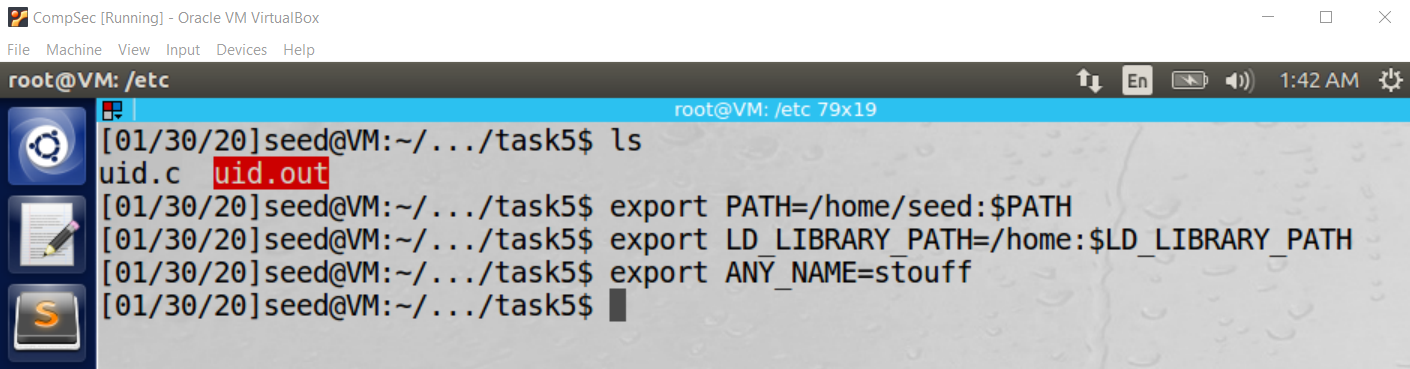 CompSec [Running] - Oracle VM VirtualBox
File Machine View Input Devices Help
root@VM: /etc En 1:42 AM
root@VM: /etc 79x19
[01/30/20]seed@VM:~/.../task5$ ls
uid.c uid.out
[01/30/20]seed@VM:~/.../task5$ export PATH=/home/seed:$PATH
[01/30/20]seed@VM:~/.../task5$ export LD_LIBRARY_PATH=/home:$LD_LIBRARY_PATH
[01/30/20]seed@VM:~/.../task5$ export ANY_NAME=stouff
[01/30/20]seed@VM:~/.../task5$
S